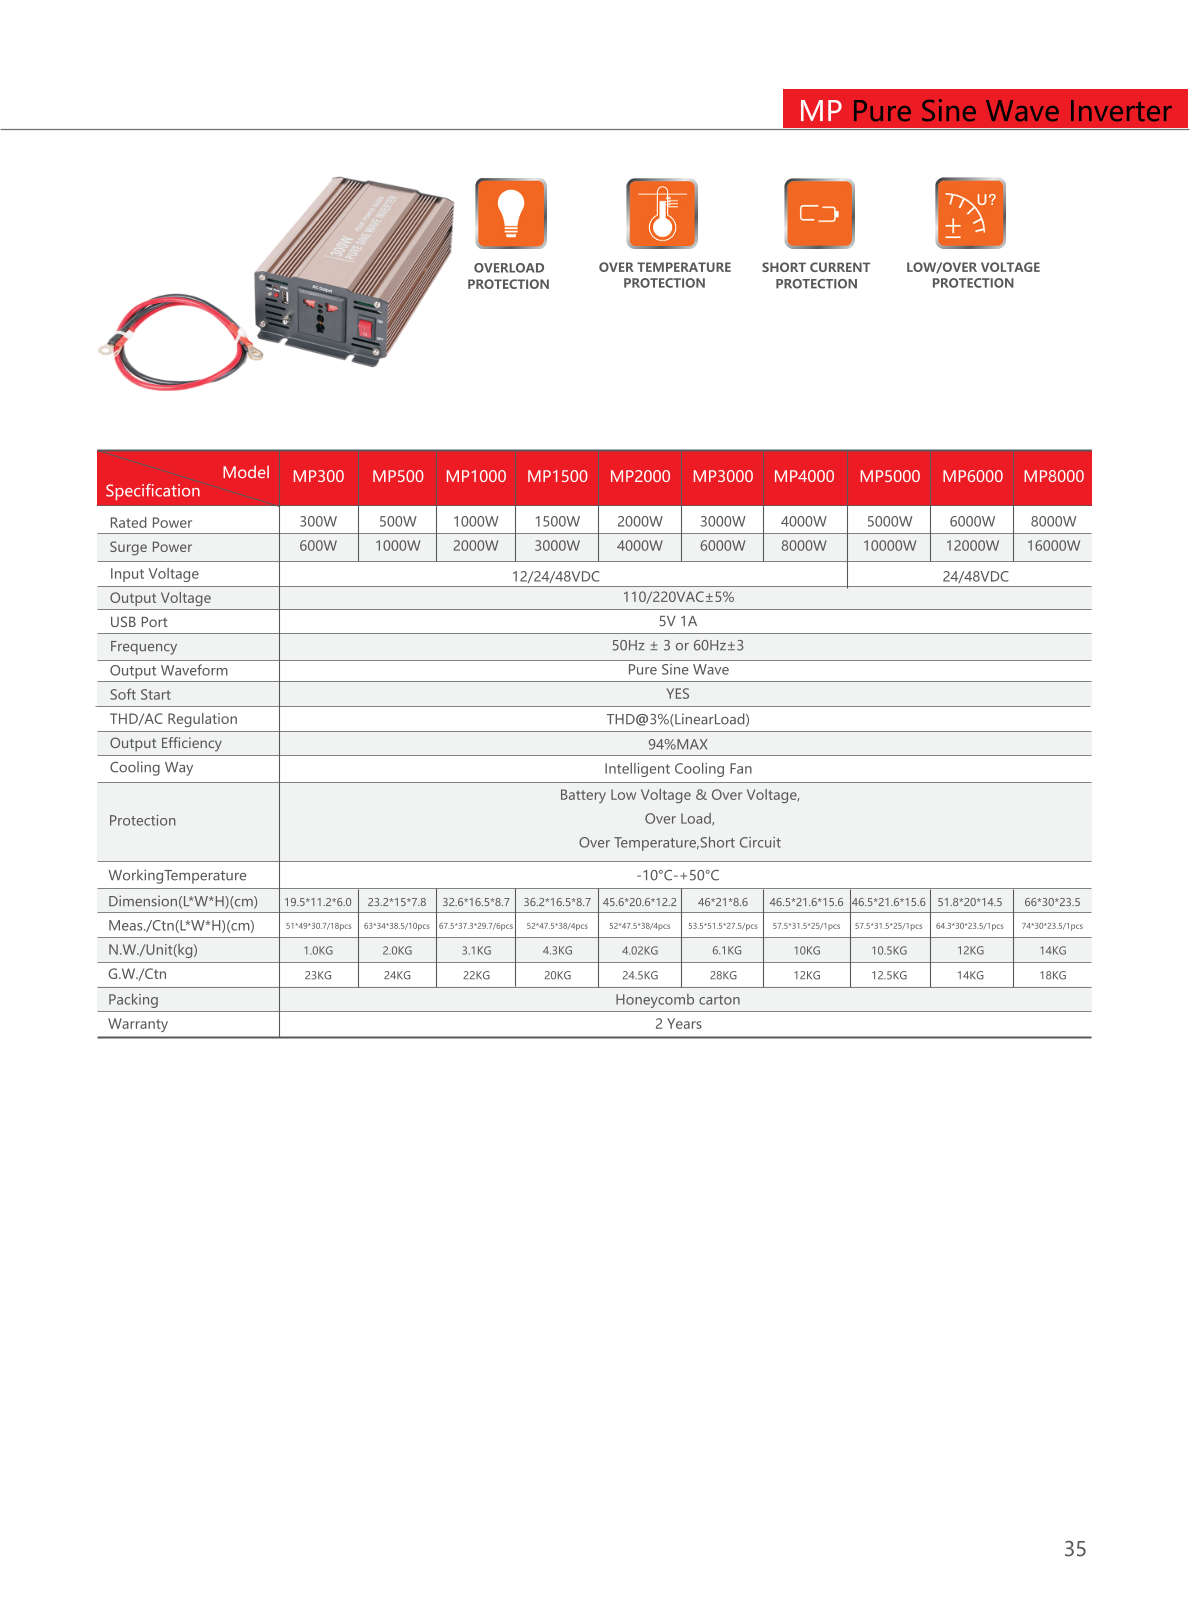 MP Pure Sine Wave Inverter
300W
PURE SINE WAVE INVERTER
AC Output
U?
OVERLOAD
PROTECTION
OVER TEMPERATURE
PROTECTION
SHORT CURRENT
PROTECTION
LOW/OVER VOLTAGE
PROTECTION
Specification Model MP300 MP500 MP1000 MP1500 MP2000 MP3000 MP4000 MP5000 MP6000 MP8000
Rated Power 300W 500W 1000W 1500W 2000W 3000W 4000W 5000W 6000W 8000W
Surge Power 600W 1000W 2000W 3000W 4000W 6000W 8000W 10000W 12000W 16000W
Input Voltage 12/24/48VDC 24/48VDC
Output Voltage 110/220VAC±5%
USB Port 5V 1A
Frequency 50Hz ± 3 or 60Hz±3
Output Waveform Pure Sine Wave
Soft Start YES
THD/AC Regulation THD@3%(LinearLoad)
Output Efficiency 94%MAX
Cooling Way Intelligent Cooling Fan
Protection Battery Low Voltage & Over Voltage,
Over Load,
Over Temperature,Short Circuit
WorkingTemperature -10°C-+50°C
Dimension(L*W*H)(cm) 19.5*11.2*6.0 23.2*15*7.8 32.6*16.5*8.7 36.2*16.5*8.7 45.6*20.6*12.2 46*21*8.6 46.5*21.6*15.6 46.5*21.6*15.6 51.8*20*14.5 66*30*23.5
Meas./Ctn(L*W*H)(cm) 51*49*30.7/18pcs 63*34*38.5/10pcs 67.5*37.3*29.7/6pcs 52*47.5*38/4pcs 52*47.5*38/4pcs 53.5*51.5*27.5/pcs 57.5*31.5*25/1pcs 57.5*31.5*25/1pcs 64.3*30*23.5/1pcs 74*30*23.5/1pcs
N.W./Unit(kg) 1.0KG 2.0KG 3.1KG 4.3KG 4.02KG 6.1KG 10KG 10.5KG 12KG 14KG
G.W./Ctn 23KG 24KG 22KG 20KG 24.5KG 28KG 12KG 12.5KG 14KG 18KG
Packing Honeycomb carton
Warranty 2 Years
35